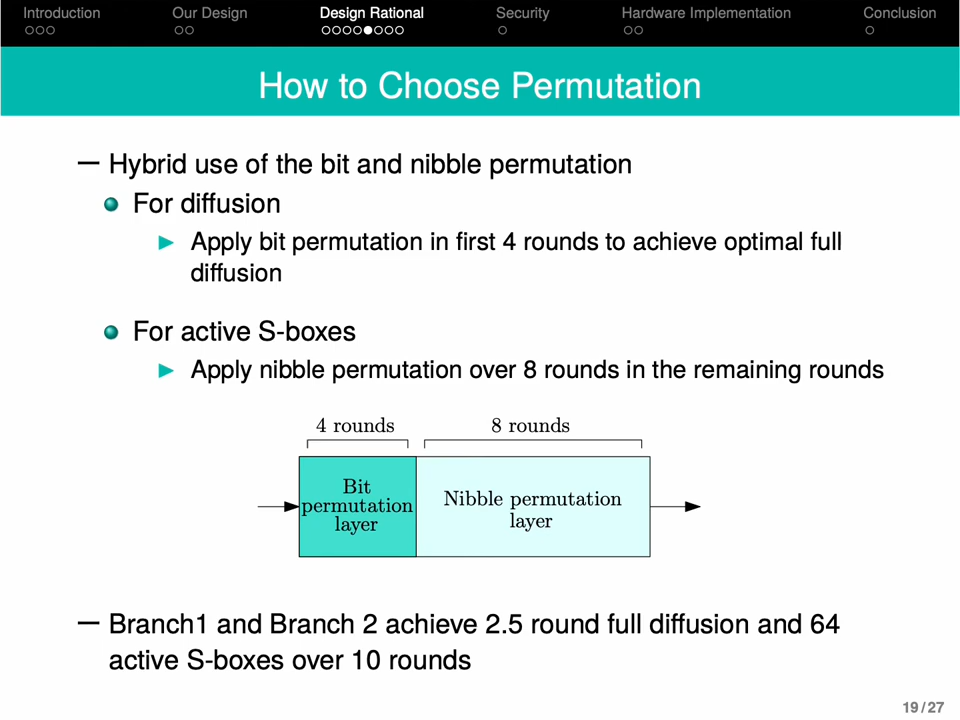 Introduction Our Design Design Rational Security Hardware Implementation Conclusion
How to Choose Permutation
— Hybrid use of the bit and nibble permutation
For diffusion
Apply bit permutation in first 4 rounds to achieve optimal full
diffusion
For active S-boxes
Apply nibble permutation over 8 rounds in the remaining rounds
4 rounds 8 rounds
Bit
permutation
layer
Nibble permutation
layer
— Branch1 and Branch 2 achieve 2.5 round full diffusion and 64
active S-boxes over 10 rounds
19 / 27